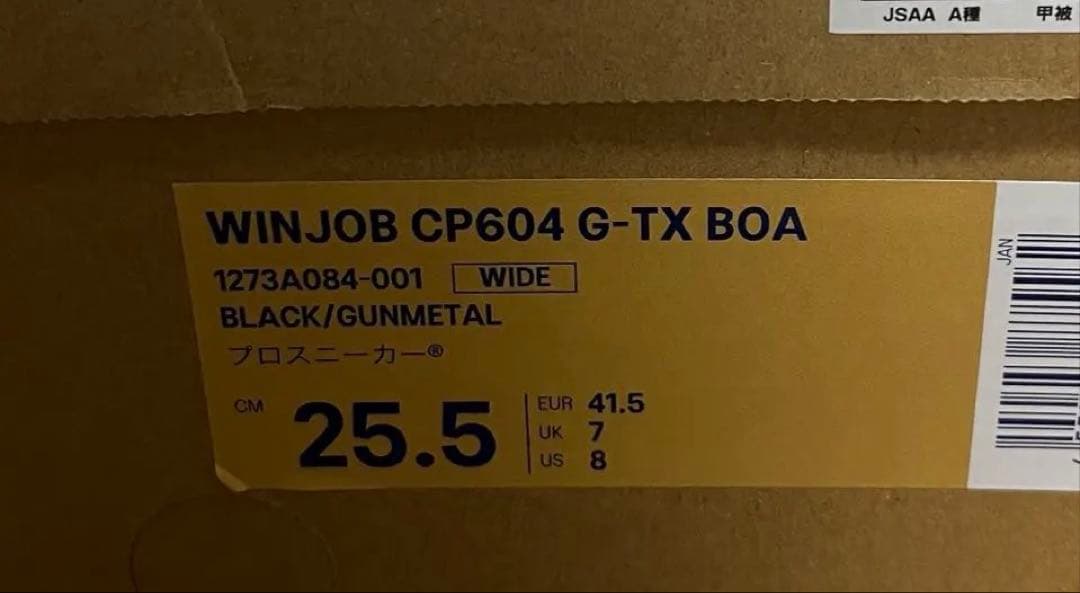 JSAA A種 甲被
WINJOB CP604 G-TX BOA
1273A084-001 WIDE
BLACK/GUNMETAL
プロスニーカー®
CM 25.5
EUR 41.5
UK 7
US 8
JAN